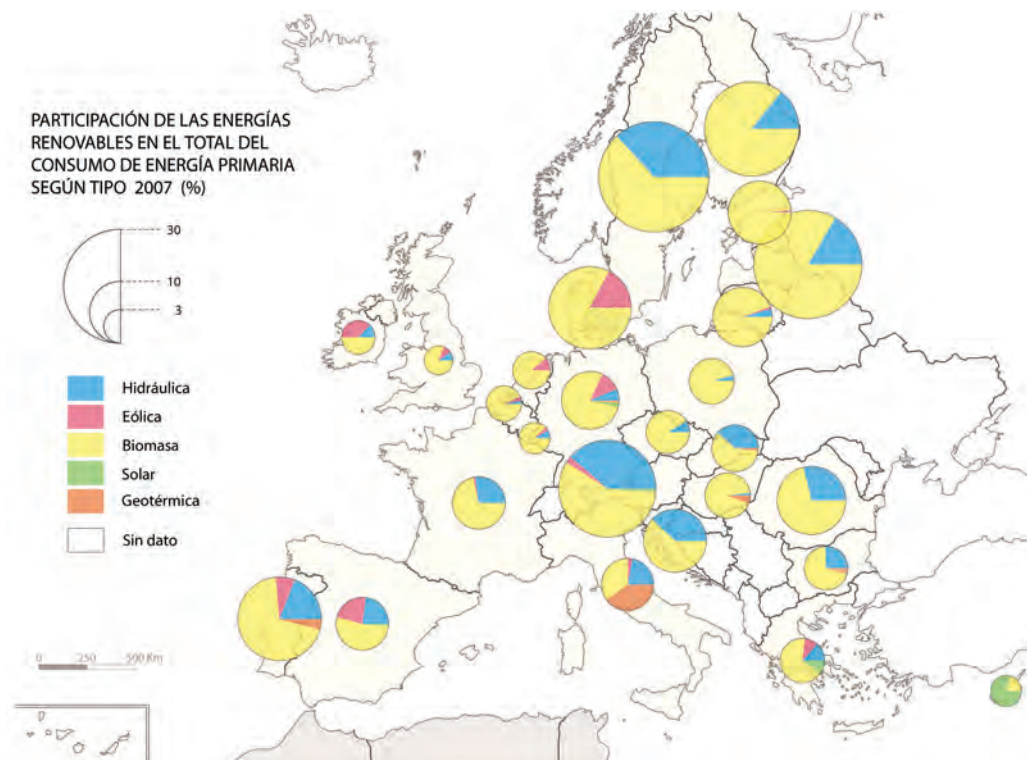 PARTICIPACIÓN DE LAS ENERGÍAS
RENOVABLES EN EL TOTAL DEL
CONSUMO DE ENERGÍA PRIMARIA
SEGÚN TIPO 2007 (%)
30
10
3
Hidráulica
Eólica
Biomasa
Solar
Geotérmica
Sin dato
0 250 500 Km